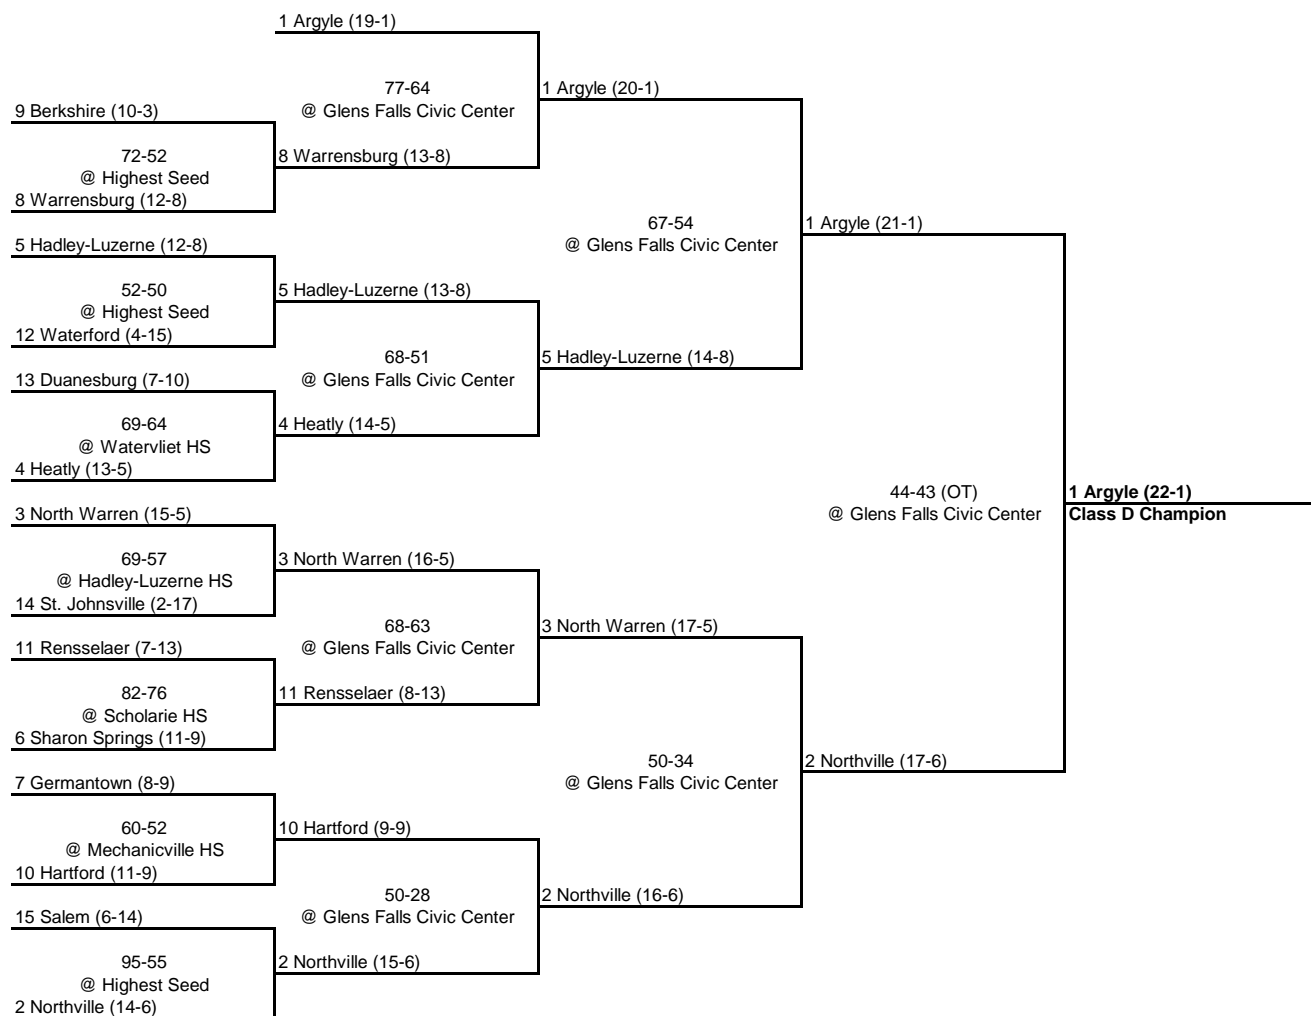 1 Argyle (19-1)
77-64
@ Glens Falls Civic Center
1 Argyle (20-1)
9 Berkshire (10-3)
72-52
@ Highest Seed
8 Warrensburg (13-8)
8 Warrensburg (12-8)
67-54
@ Glens Falls Civic Center
1 Argyle (21-1)
5 Hadley-Luzerne (12-8)
52-50
@ Highest Seed
5 Hadley-Luzerne (13-8)
12 Waterford (4-15)
68-51
@ Glens Falls Civic Center
5 Hadley-Luzerne (14-8)
13 Duanesburg (7-10)
69-64
@ Watervliet HS
4 Heatly (14-5)
4 Heatly (13-5)
44-43 (OT)
@ Glens Falls Civic Center
1 Argyle (22-1)
Class D Champion
3 North Warren (15-5)
69-57
@ Hadley-Luzerne HS
3 North Warren (16-5)
14 St. Johnsville (2-17)
68-63
@ Glens Falls Civic Center
3 North Warren (17-5)
11 Rensselaer (7-13)
82-76
@ Scholarie HS
11 Rensselaer (8-13)
6 Sharon Springs (11-9)
50-34
@ Glens Falls Civic Center
2 Northville (17-6)
7 Germantown (8-9)
60-52
@ Mechanicville HS
10 Hartford (9-9)
10 Hartford (11-9)
50-28
@ Glens Falls Civic Center
2 Northville (16-6)
15 Salem (6-14)
95-55
@ Highest Seed
2 Northville (15-6)
2 Northville (14-6)